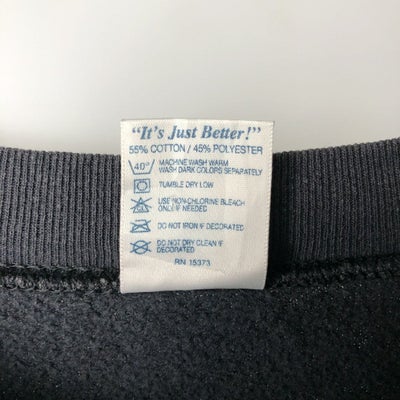 "It's Just Better!"
55% COTTON / 45% POLYESTER
40°
MACHINE WASH WARM
WASH DARK COLORS SEPARATELY
TUMBLE DRY LOW
USE NON-CHLORINE BLEACH
ONLY IF NEEDED
DO NOT IRON IF DECORATED
DO NOT DRY CLEAN IF
DECORATED
RN 15373